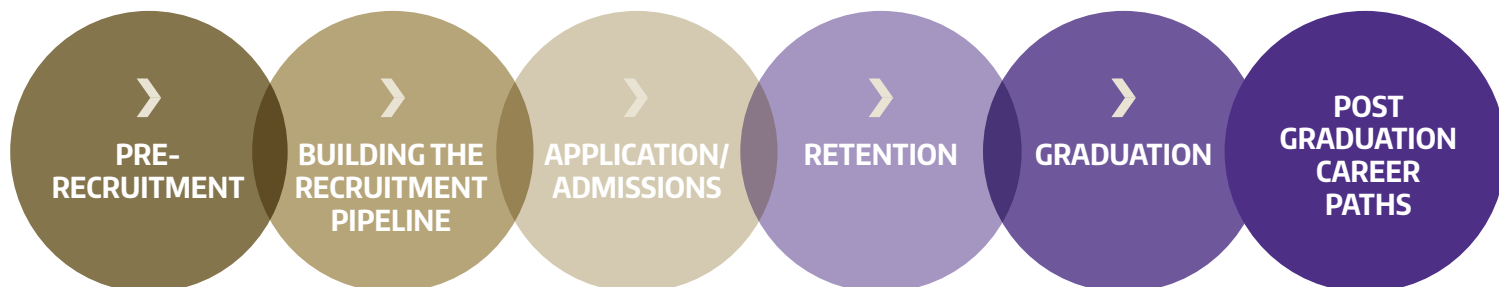 PRE-
RECRUITMENT
BUILDING THE
RECRUITMENT
PIPELINE
APPLICATION/
ADMISSIONS
RETENTION
GRADUATION
POST
GRADUATION
CAREER
PATHS